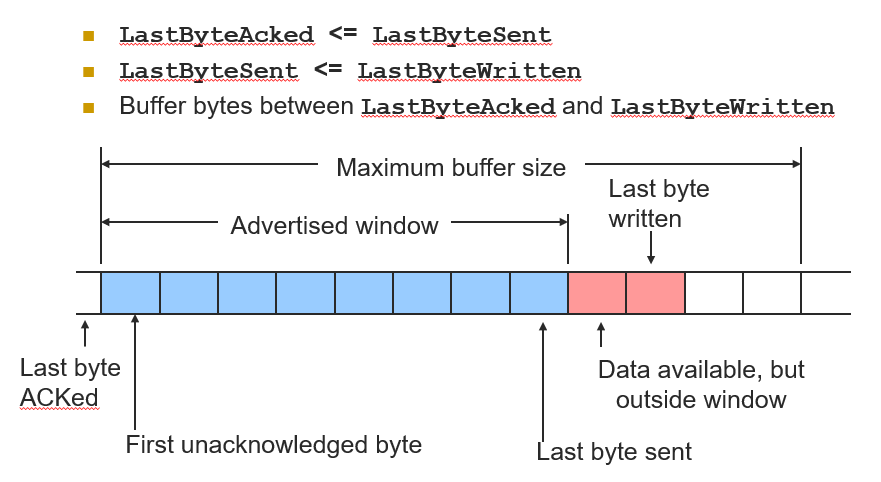 LastByteAcked <= LastByteSent
LastByteSent <= LastByteWritten
Buffer bytes between LastByteAcked and LastByteWritten
Maximum buffer size
Last byte
written
Advertised window
Last byte
ACKed
Data available, but
outside window
First unacknowledged byte
Last byte sent